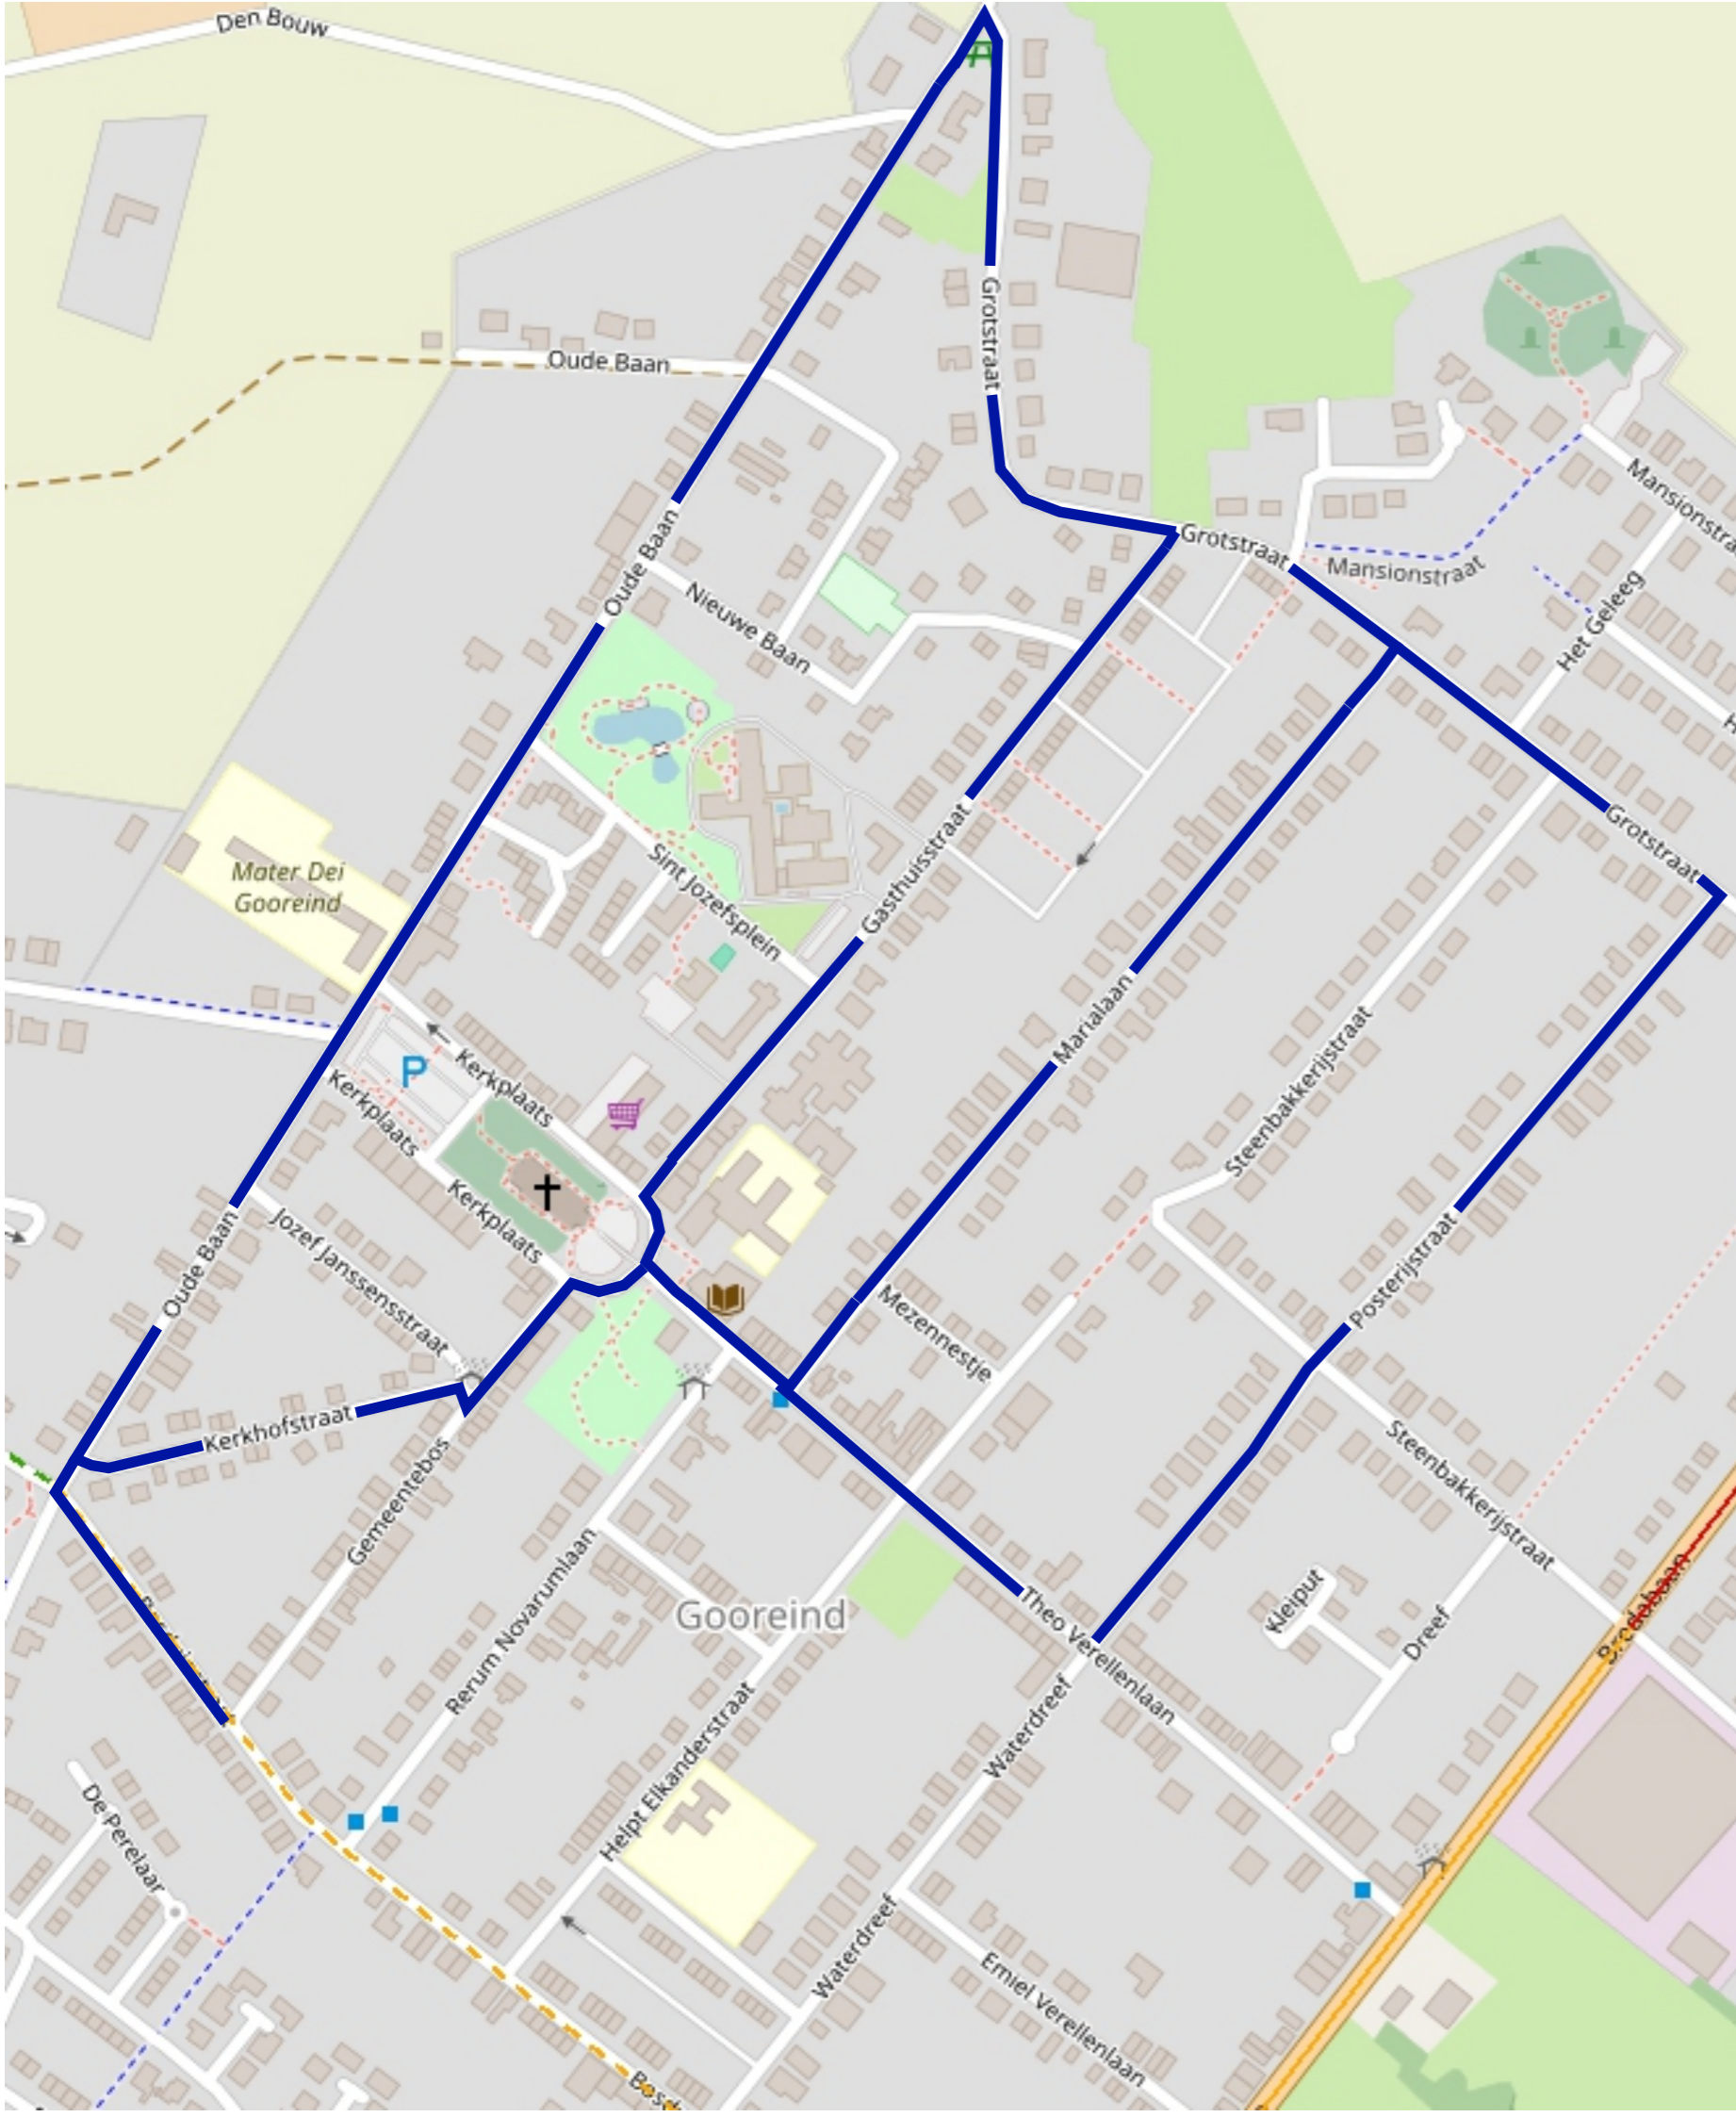 Den Bouw
Grotstraat
Oude Baan
Mansionstra
Grotstraat
Mansionstraat
Oude Baan
Nieuwe Baan
Het Geleeg
H
Grotstraat
Mater Dei
Gooreind
Sint Jozefsplein
Gasthuisstraat
Marialaan
P
Kerkplaats
Kerkplaats
Steenbakkerijstraat
Kerkplaats
Oude Baan
Jozef Janssensstraat
Mezennestje
Posterijstraat
Kerkhofstraat
Gemeentebos
Steenbakkerijstraat
Rerum Novarumlaan
Gooreind
Theo Verellenlaan
Kleiput
Dreef
Bredabaan
Waterdreef
Helpt Elkanderstraat
De Perelaar
Waterdreef
Emiel Verellenlaan
Bosch